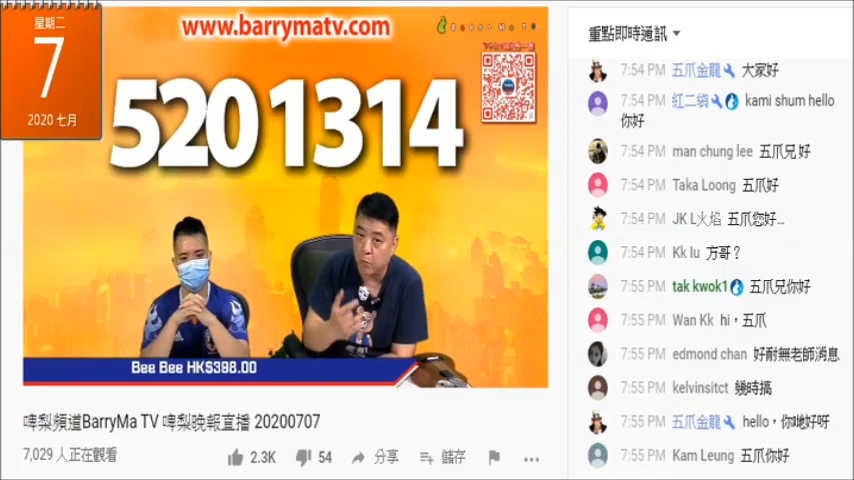 星期二
7
2020 七月
www.barrymatv.com
5201314
Bee Bee HK$398.00
啤梨頻道BarryMa TV 啤梨晚報直播 20200707
7,029 人正在觀看
2.3K
54
分享
儲存
重點即時通訊
7:54 PM 五爪金龍 大家好
7:54 PM 红二袋 kami shum hello
你好
7:54 PM man chung lee 五爪兄好
7:54 PM Taka Loong 五爪好
7:54 PM JK L火焰 五爪您好...
7:54 PM Kk lu 方哥？
7:55 PM tak kwok1 五爪兄你好
7:55 PM Wan Kk hi，五爪
7:55 PM edmond chan 好耐無老師消息
7:55 PM kelvinsitct 幾時搞
7:55 PM 五爪金龍 hello，你哋好呀
7:55 PM Kam Leung 五爪你好